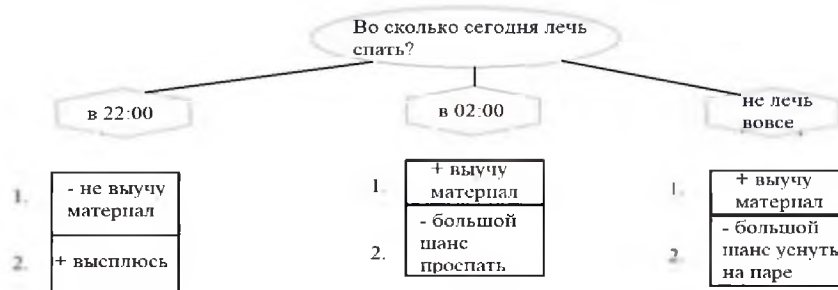 Во сколько сегодня лечь
спать?
в 22:00
в 02:00
не лечь
вовсе
1.
- не выучу
материал
2.
+ высплюсь
1.
+ выучу
материал
2.
- большой
шанс
проспать
1.
+ выучу
материал
2.
- большой
шанс уснуть
на паре